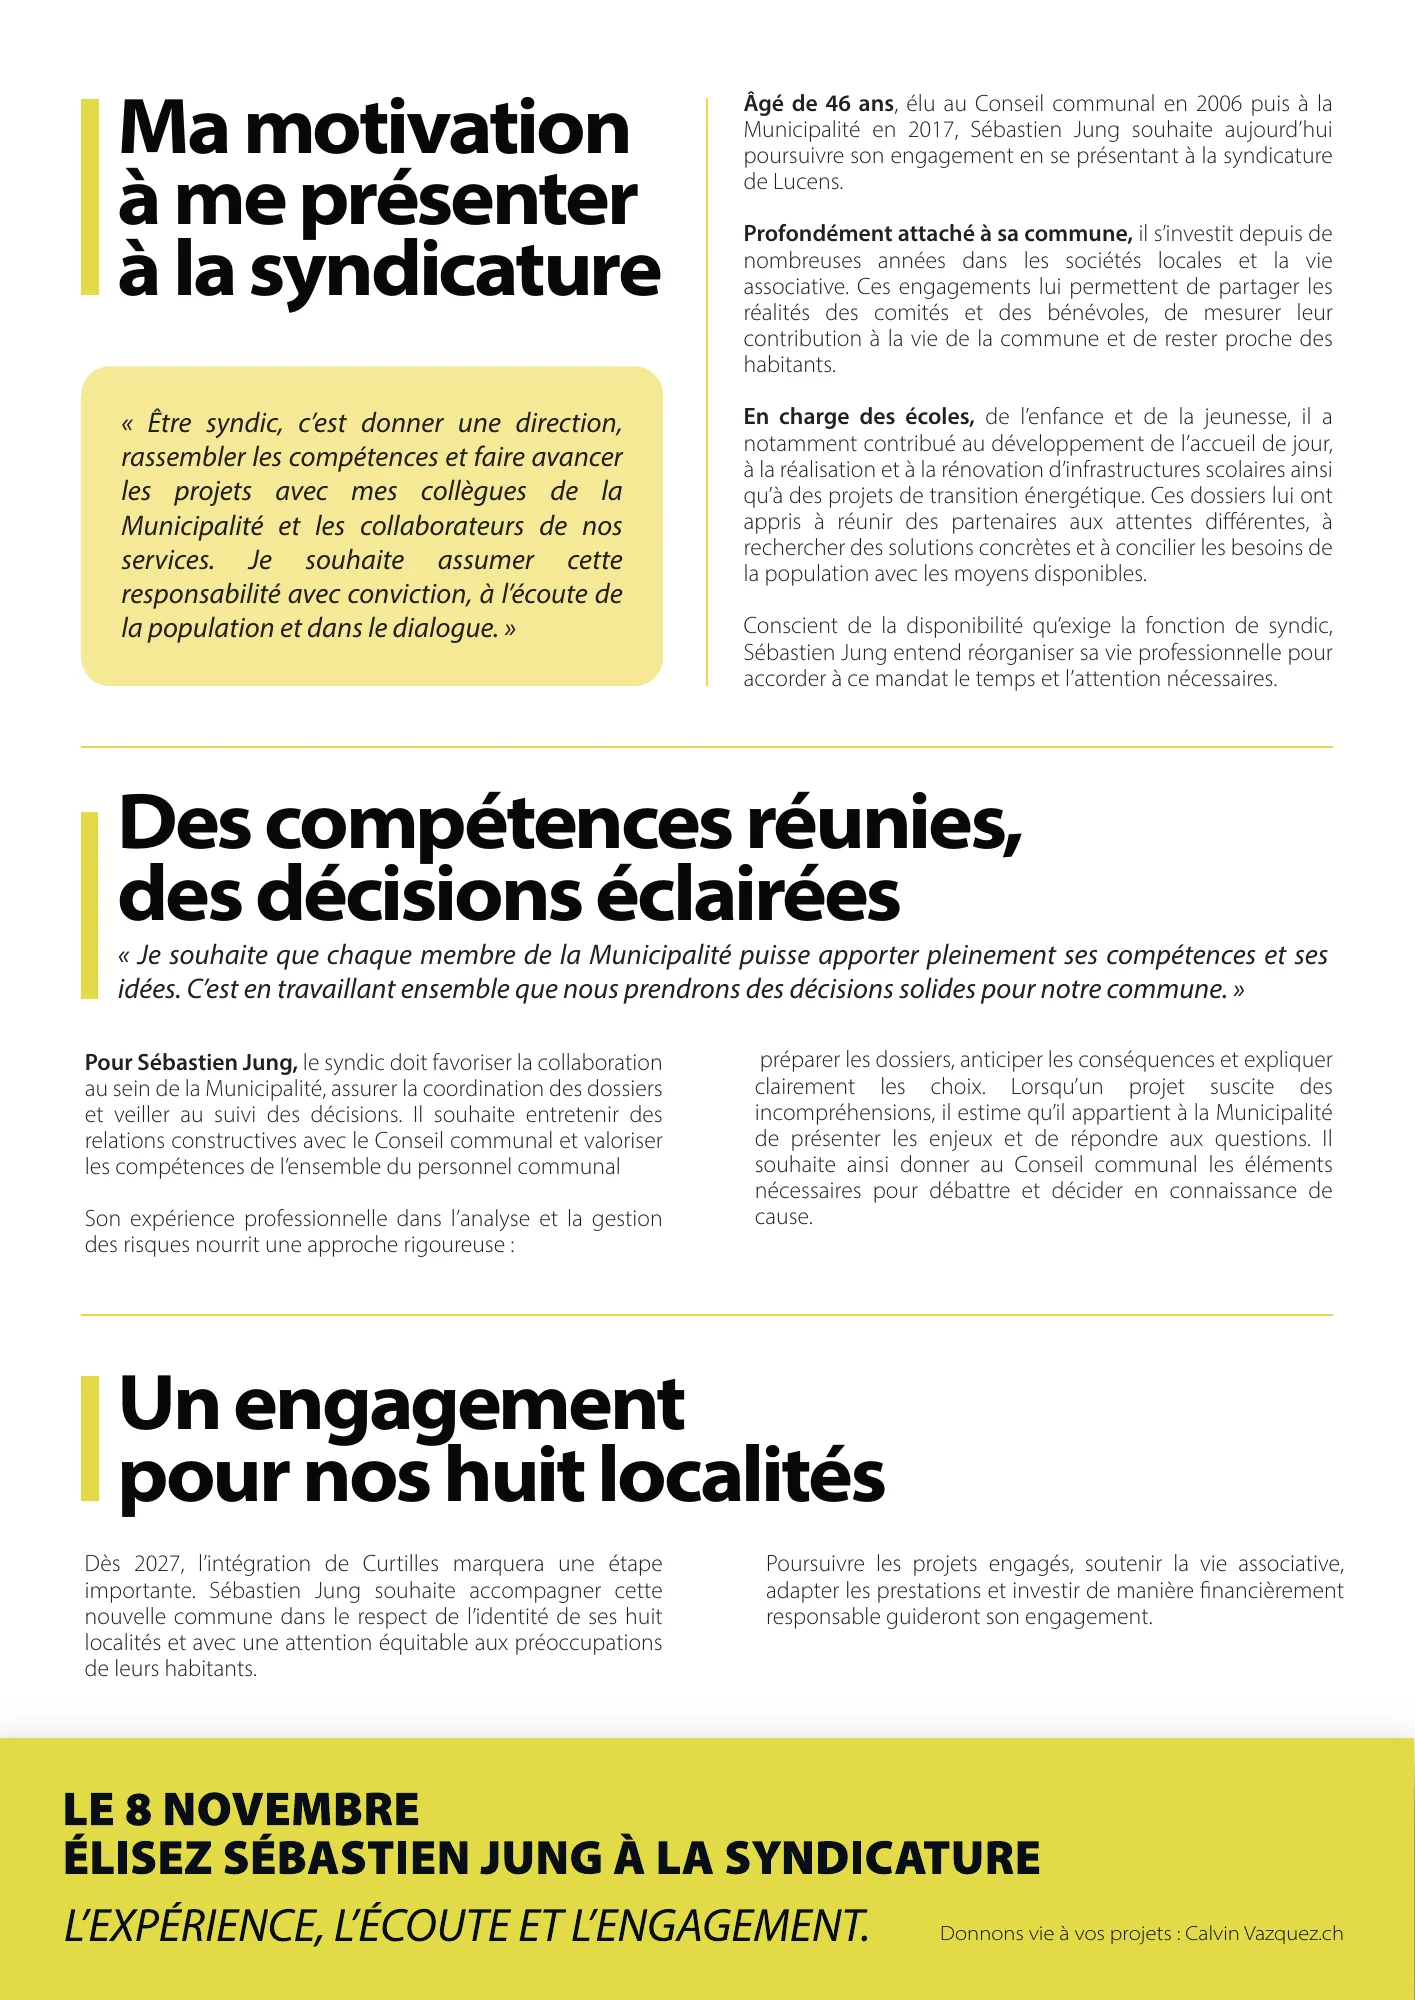 Ma motivation
à me présenter
à la syndicature
« Être syndic, c’est donner une direction,
rassembler les compétences et faire avancer
les projets avec mes collègues de la
Municipalité et les collaborateurs de nos
services. Je souhaite assumer cette
responsabilité avec conviction, à l’écoute de
la population et dans le dialogue. »
Âgé de 46 ans, élu au Conseil communal en 2006 puis à la
Municipalité en 2017, Sébastien Jung souhaite aujourd’hui
poursuivre son engagement en se présentant à la syndicature
de Lucens.
Profondément attaché à sa commune, il s’investit depuis de
nombreuses années dans les sociétés locales et la vie
associative. Ces engagements lui permettent de partager les
réalités des comités et des bénévoles, de mesurer leur
contribution à la vie de la commune et de rester proche des
habitants.
En charge des écoles, de l’enfance et de la jeunesse, il a
notamment contribué au développement de l’accueil de jour,
à la réalisation et à la rénovation d’infrastructures scolaires ainsi
qu’à des projets de transition énergétique. Ces dossiers lui ont
appris à réunir des partenaires aux attentes différentes, à
rechercher des solutions concrètes et à concilier les besoins de
la population avec les moyens disponibles.
Conscient de la disponibilité qu’exige la fonction de syndic,
Sébastien Jung entend réorganiser sa vie professionnelle pour
accorder à ce mandat le temps et l’attention nécessaires.
Des compétences réunies,
des décisions éclairées
« Je souhaite que chaque membre de la Municipalité puisse apporter pleinement ses compétences et ses
idées. C’est en travaillant ensemble que nous prendrons des décisions solides pour notre commune. »
Pour Sébastien Jung, le syndic doit favoriser la collaboration
au sein de la Municipalité, assurer la coordination des dossiers
et veiller au suivi des décisions. Il souhaite entretenir des
relations constructives avec le Conseil communal et valoriser
les compétences de l’ensemble du personnel communal
Son expérience professionnelle dans l’analyse et la gestion
des risques nourrit une approche rigoureuse :
préparer les dossiers, anticiper les conséquences et expliquer
clairement les choix. Lorsqu’un projet suscite des
incompréhensions, il estime qu’il appartient à la Municipalité
de présenter les enjeux et de répondre aux questions. Il
souhaite ainsi donner au Conseil communal les éléments
nécessaires pour débattre et décider en connaissance de
cause.
Un engagement
pour nos huit localités
Dès 2027, l’intégration de Curtilles marquera une étape
importante. Sébastien Jung souhaite accompagner cette
nouvelle commune dans le respect de l’identité de ses huit
localités et avec une attention équitable aux préoccupations
de leurs habitants.
Poursuivre les projets engagés, soutenir la vie associative,
adapter les prestations et investir de manière financièrement
responsable guideront son engagement.
LE 8 NOVEMBRE
ÉLISEZ SÉBASTIEN JUNG À LA SYNDICATURE
L’EXPÉRIENCE, L’ÉCOUTE ET L’ENGAGEMENT.
Donnons vie à vos projets : Calvin Vazquez.ch